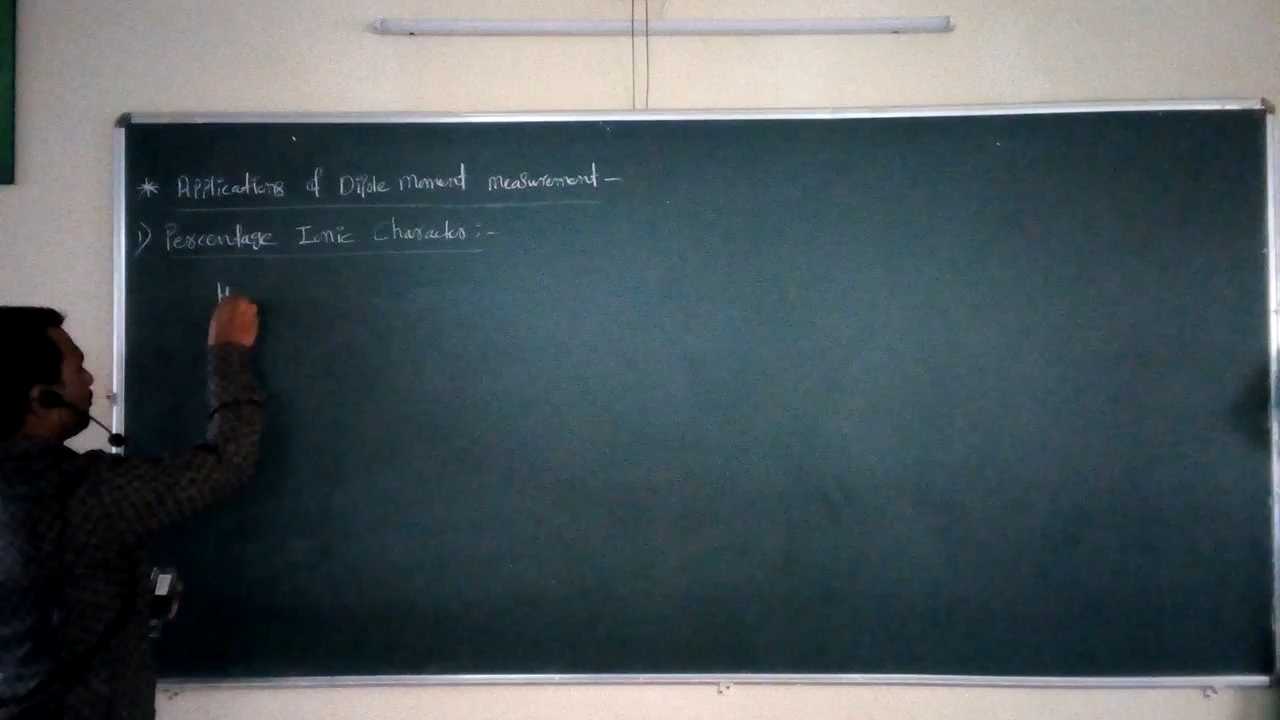 * Applications of Dipole Moment measurement -
1) Percentage Ionic Character :-
H